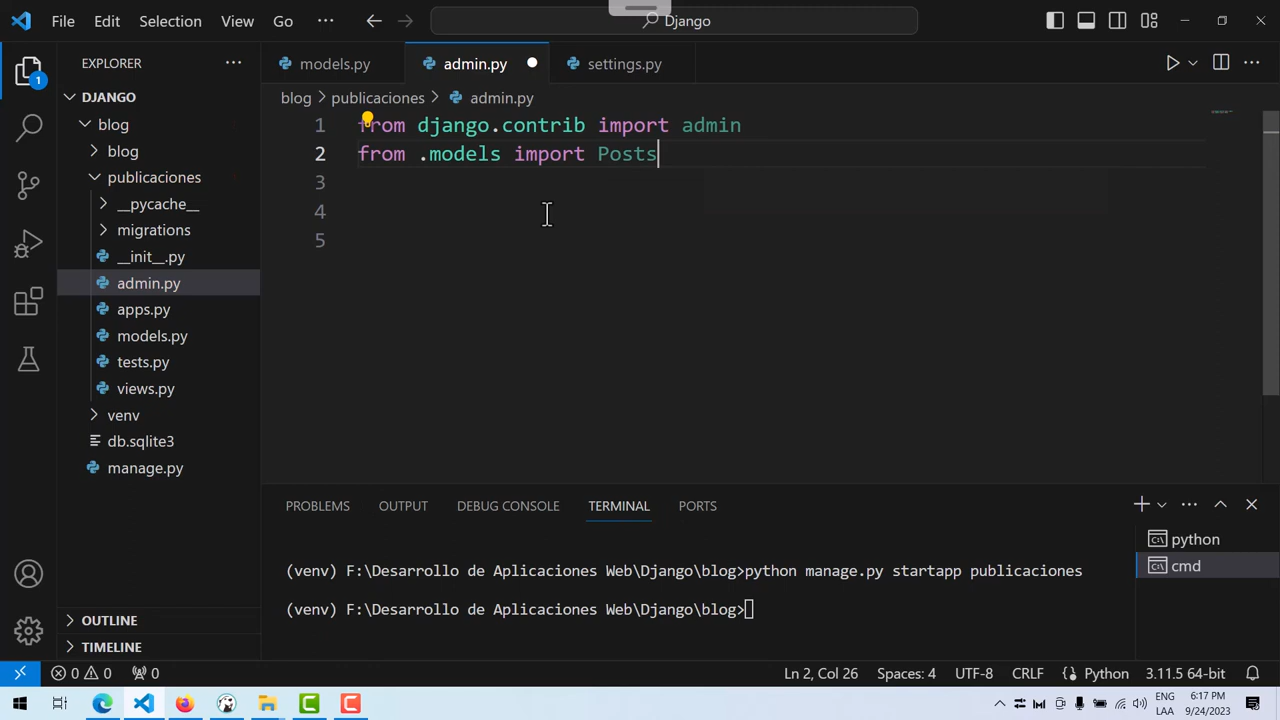 File Edit Selection View Go ··· Django
EXPLORER ···
models.py admin.py settings.py
DJANGO
blog > publicaciones > admin.py
blog
blog
publicaciones
__pycache__
migrations
__init__.py
admin.py
apps.py
models.py
tests.py
views.py
venv
db.sqlite3
manage.py
OUTLINE
TIMELINE
1 from django.contrib import admin
2 from .models import Posts
3
4
5
PROBLEMS OUTPUT DEBUG CONSOLE TERMINAL PORTS
(venv) F:\Desarrollo de Aplicaciones Web\Django\blog>python manage.py startapp publicaciones
(venv) F:\Desarrollo de Aplicaciones Web\Django\blog>
python
cmd
1
0 0 0 Ln 2, Col 26 Spaces: 4 UTF-8 CRLF Python 3.11.5 64-bit
ENG 6:17 PM
LAA 9/24/2023